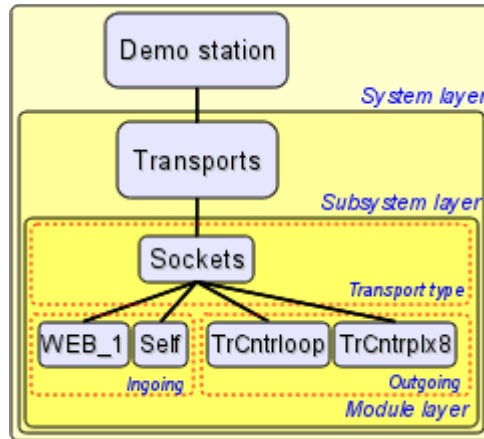 Demo station
System layer
Transports
Subsystem layer
Sockets
Transport type
WEB_1 Self TrCntrloop TrCntrplx8
Ingoing Outgoing
Module layer